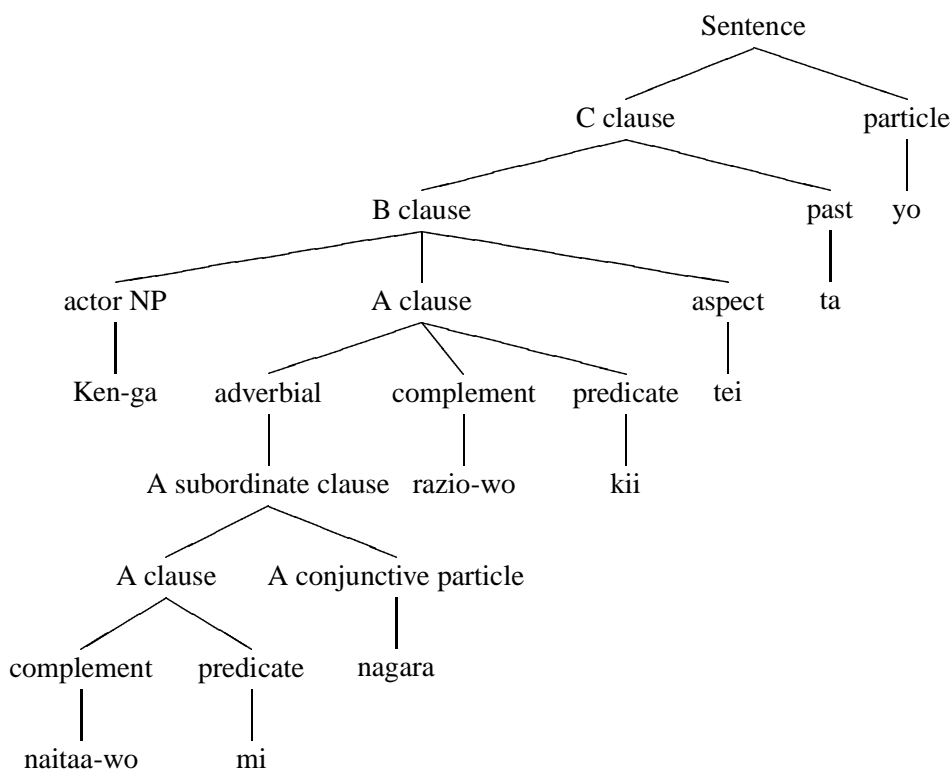 Sentence
C clause particle
B clause past yo
actor NP A clause aspect ta
Ken-ga adverbial complement predicate tei
A subordinate clause razio-wo kii
A clause A conjunctive particle
complement predicate nagara
naitaa-wo mi